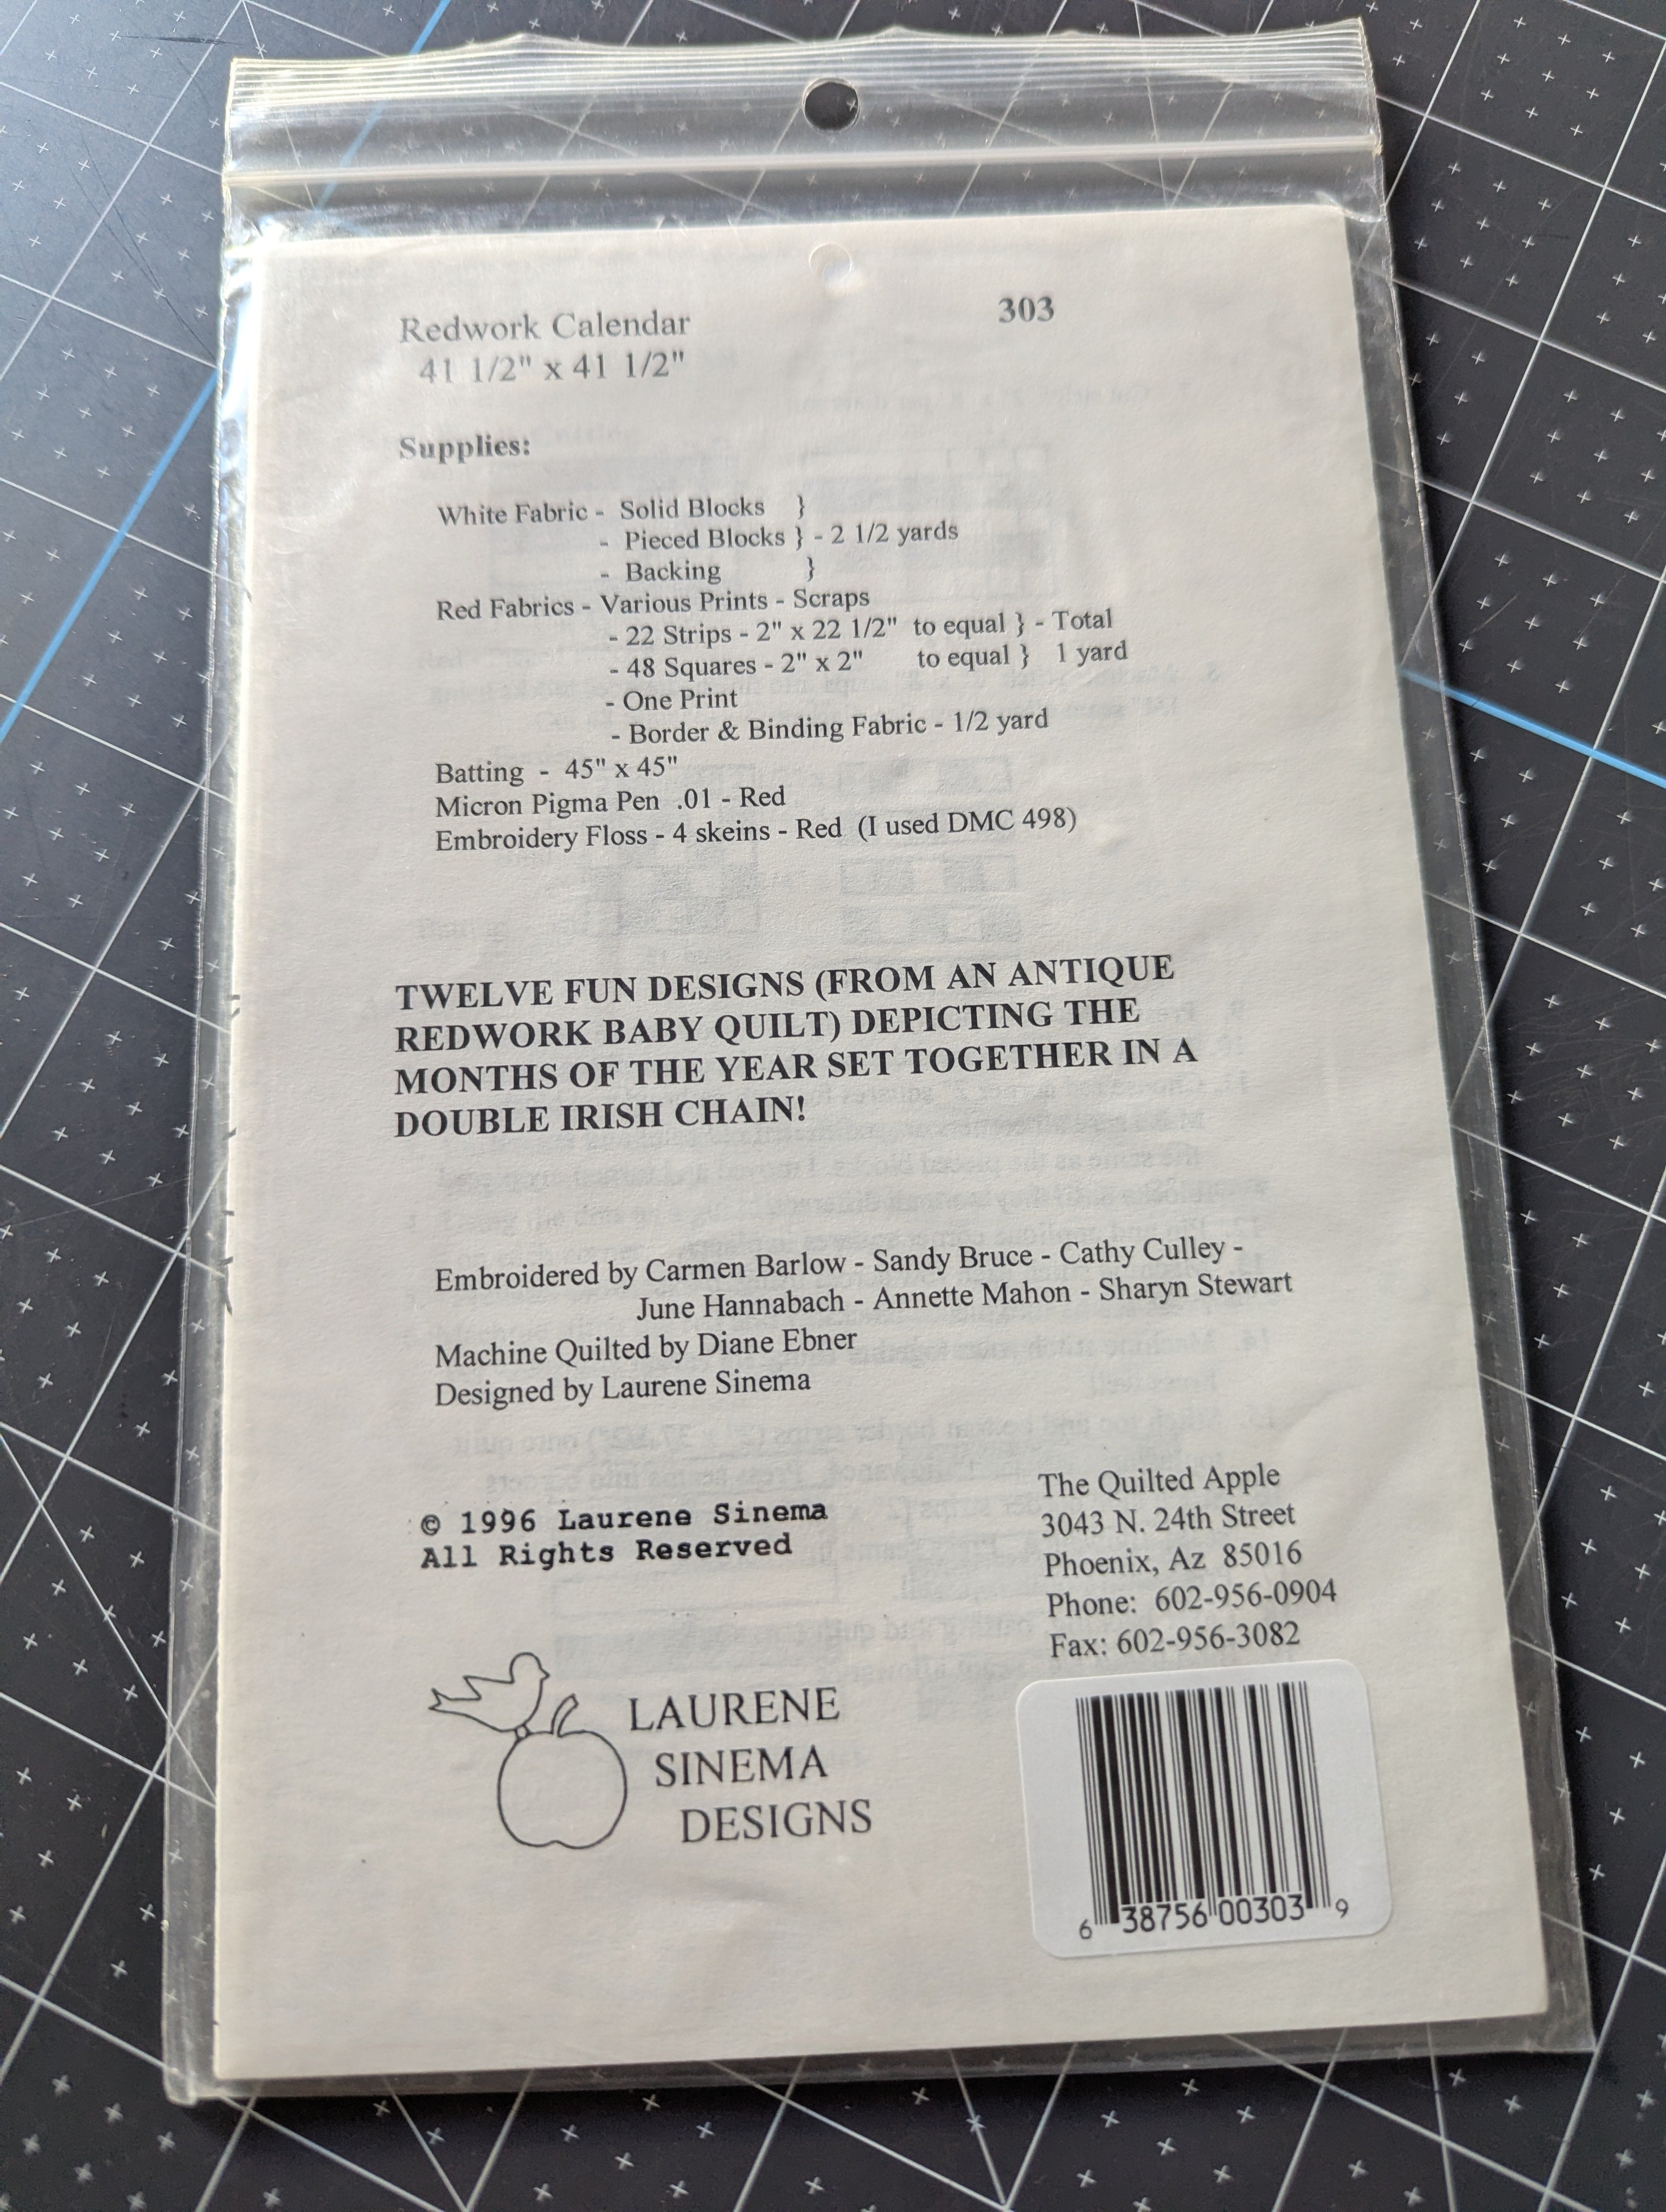 Redwork Calendar 303
41 1/2" x 41 1/2"
Supplies:
White Fabric - Solid Blocks }
- Pieced Blocks } - 2 1/2 yards
- Backing }
Red Fabrics - Various Prints - Scraps
- 22 Strips - 2" x 22 1/2" to equal } - Total
- 48 Squares - 2" x 2" to equal } 1 yard
- One Print
- Border & Binding Fabric - 1/2 yard
Batting - 45" x 45"
Micron Pigma Pen .01 - Red
Embroidery Floss - 4 skeins - Red (I used DMC 498)
TWELVE FUN DESIGNS (FROM AN ANTIQUE
REDWORK BABY QUILT) DEPICTING THE
MONTHS OF THE YEAR SET TOGETHER IN A
DOUBLE IRISH CHAIN!
Embroidered by Carmen Barlow - Sandy Bruce - Cathy Culley -
June Hannabach - Annette Mahon - Sharyn Stewart
Machine Quilted by Diane Ebner
Designed by Laurene Sinema
© 1996 Laurene Sinema
All Rights Reserved
The Quilted Apple
3043 N. 24th Street
Phoenix, Az 85016
Phone: 602-956-0904
Fax: 602-956-3082
LAURENE
SINEMA
DESIGNS
6 38756 00303 9